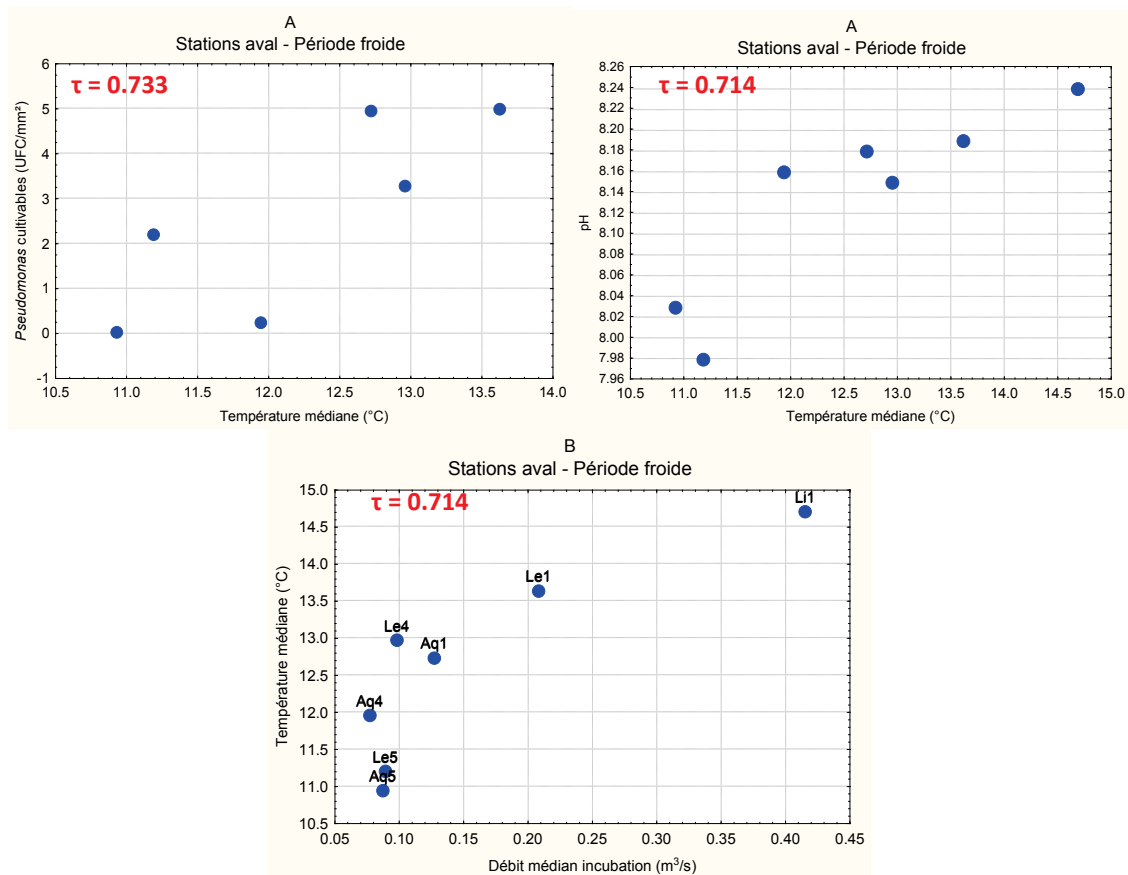 A
Stations aval - Période froide
τ = 0.733
6
5
4
3
2
1
0
-1
Pseudomonas cultivables (UFC/mm²)
10.5 11.0 11.5 12.0 12.5 13.0 13.5 14.0
Température médiane (°C)
A
Stations aval - Période froide
τ = 0.714
8.26
8.24
8.22
8.20
8.18
8.16
8.14
8.12
8.10
8.08
8.06
8.04
8.02
8.00
7.98
7.96
pH
10.5 11.0 11.5 12.0 12.5 13.0 13.5 14.0 14.5 15.0
Température médiane (°C)
B
Stations aval - Période froide
τ = 0.714
15.0
14.5
14.0
13.5
13.0
12.5
12.0
11.5
11.0
10.5
Température médiane (°C)
Li1
Le1
Le4
Aq1
Aq4
Le5
Aq5
0.05 0.10 0.15 0.20 0.25 0.30 0.35 0.40 0.45
Débit médian incubation (m³/s)